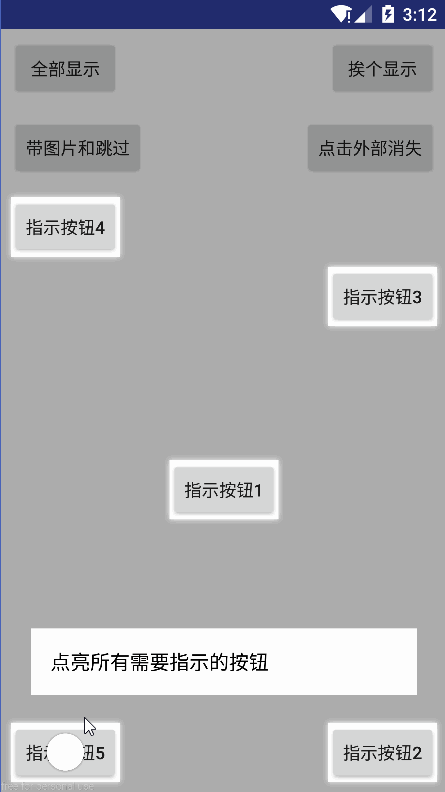 3:12
全部显示
挨个显示
带图片和跳过
点击外部消失
指示按钮4
指示按钮3
指示按钮1
点亮所有需要指示的按钮
指 钮5
指示按钮2